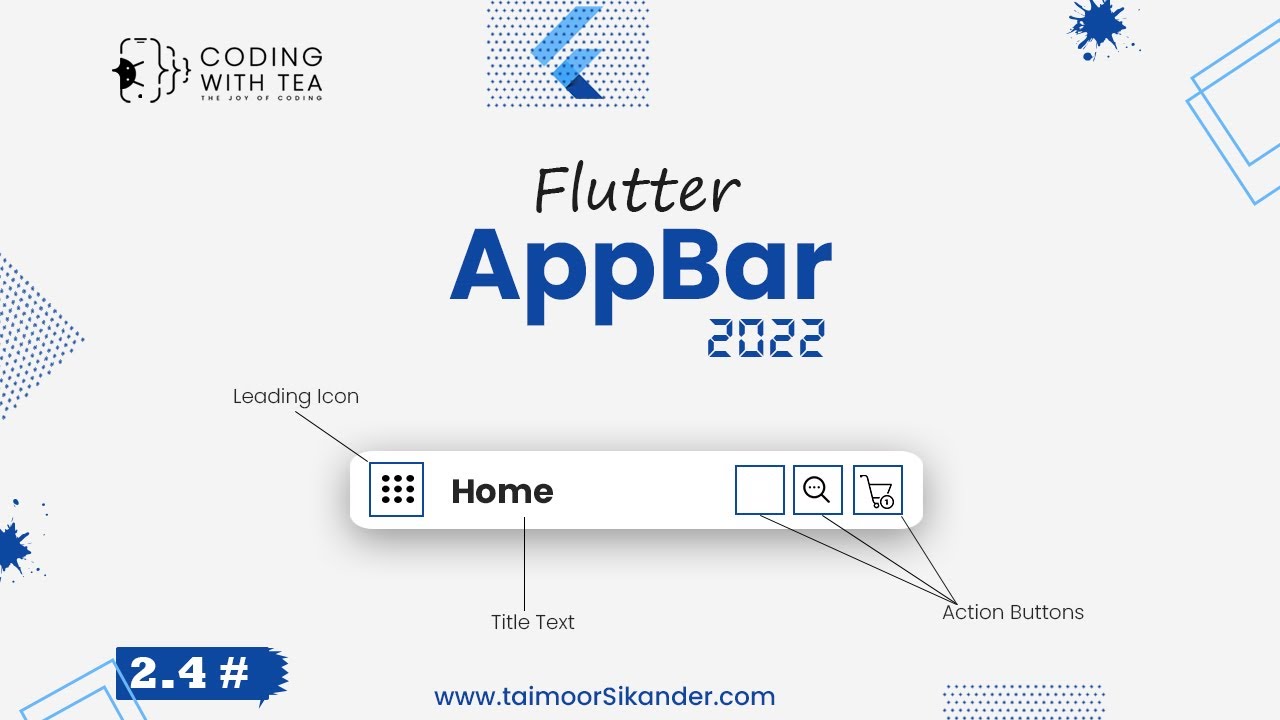 CODING
WITH TEA
THE JOY OF CODING
Flutter
AppBar
2022
Leading Icon
Home
1
Title Text
Action Buttons
2.4 #
www.taimoorSikander.com